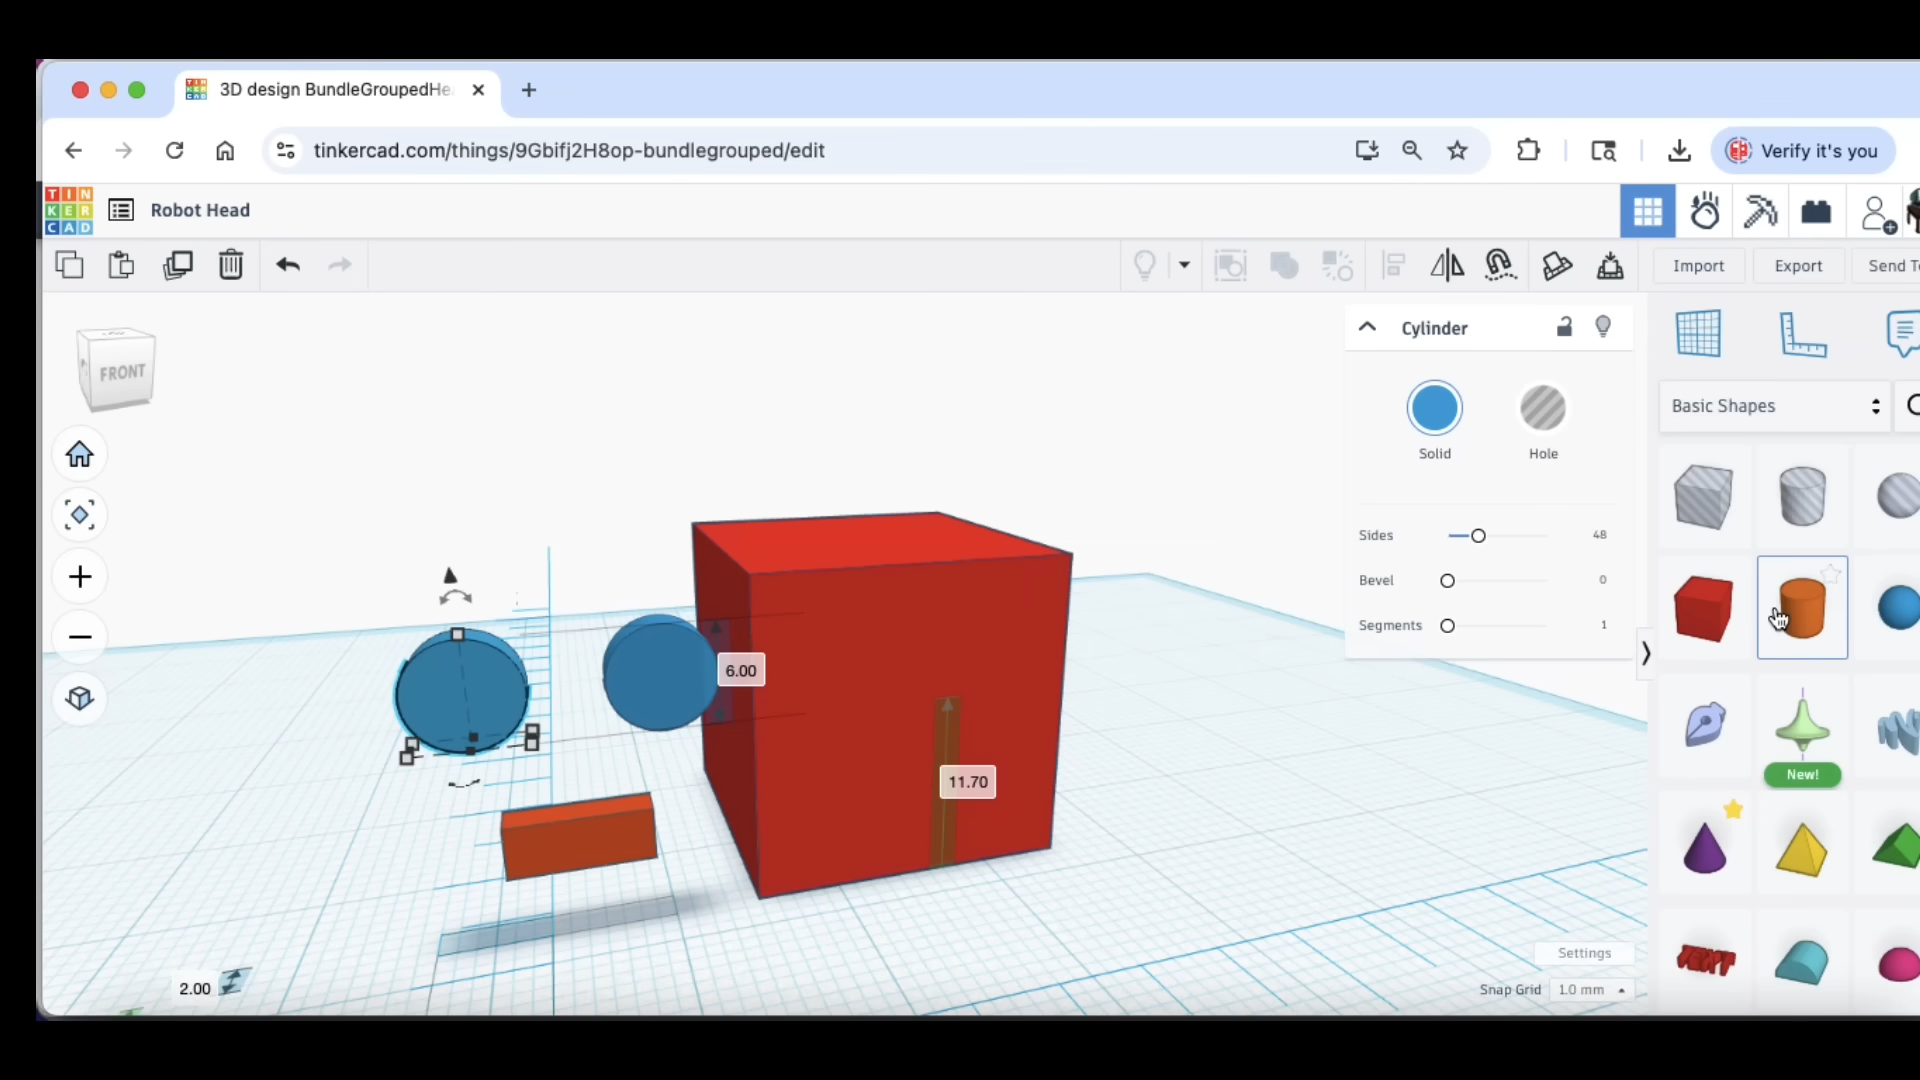 3D design BundleGroupedHe
tinkercad.com/things/9Gbifj2H8op-bundlegrouped/edit
Verify it's you
TIN
KER
CAD
Robot Head
Import
Export
Send T
FRONT
Cylinder
Solid
Hole
Sides
48
Bevel
0
Segments
1
Basic Shapes
6.00
11.70
New!
TEXT
Settings
2.00
Snap Grid
1.0 mm